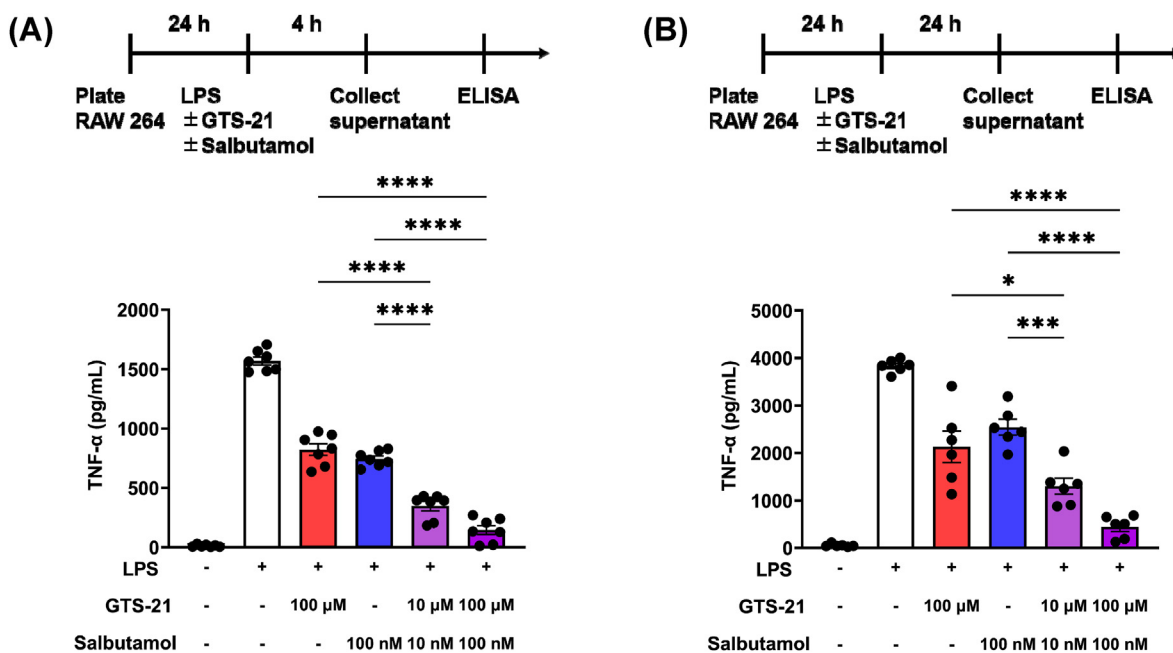 (A)
24 h 4 h
Plate LPS Collect ELISA
RAW 264 ± GTS-21 supernatant
± Salbutamol
****
****
****
****
TNF-α (pg/mL)
2000
1500
1000
500
0
LPS - + + + + +
GTS-21 - - 100 µM - 10 µM 100 µM
Salbutamol - - - 100 nM 10 nM 100 nM
(B)
24 h 24 h
Plate LPS Collect ELISA
RAW 264 ± GTS-21 supernatant
± Salbutamol
****
****
*
***
TNF-α (pg/mL)
5000
4000
3000
2000
1000
0
LPS - + + + + +
GTS-21 - - 100 µM - 10 µM 100 µM
Salbutamol - - - 100 nM 10 nM 100 nM